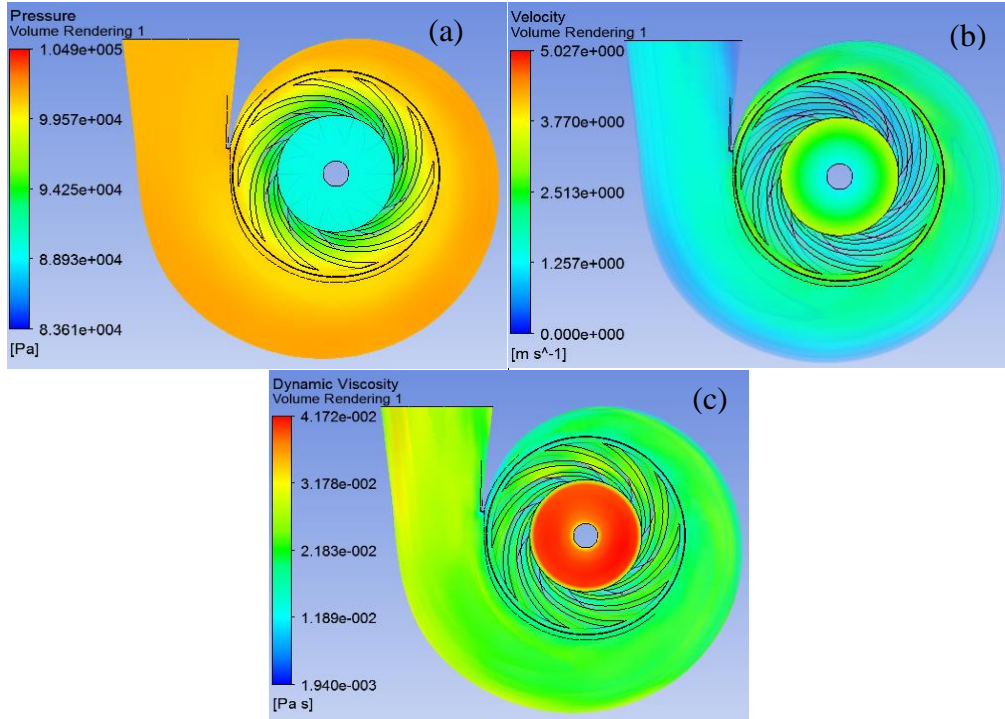 Pressure
Volume Rendering 1
(a)
1.049e+005
9.957e+004
9.425e+004
8.893e+004
8.361e+004
[Pa]
Velocity
Volume Rendering 1
(b)
5.027e+000
3.770e+000
2.513e+000
1.257e+000
0.000e+000
[m s^-1]
Dynamic Viscosity
Volume Rendering 1
(c)
4.172e-002
3.178e-002
2.183e-002
1.189e-002
1.940e-003
[Pa s]